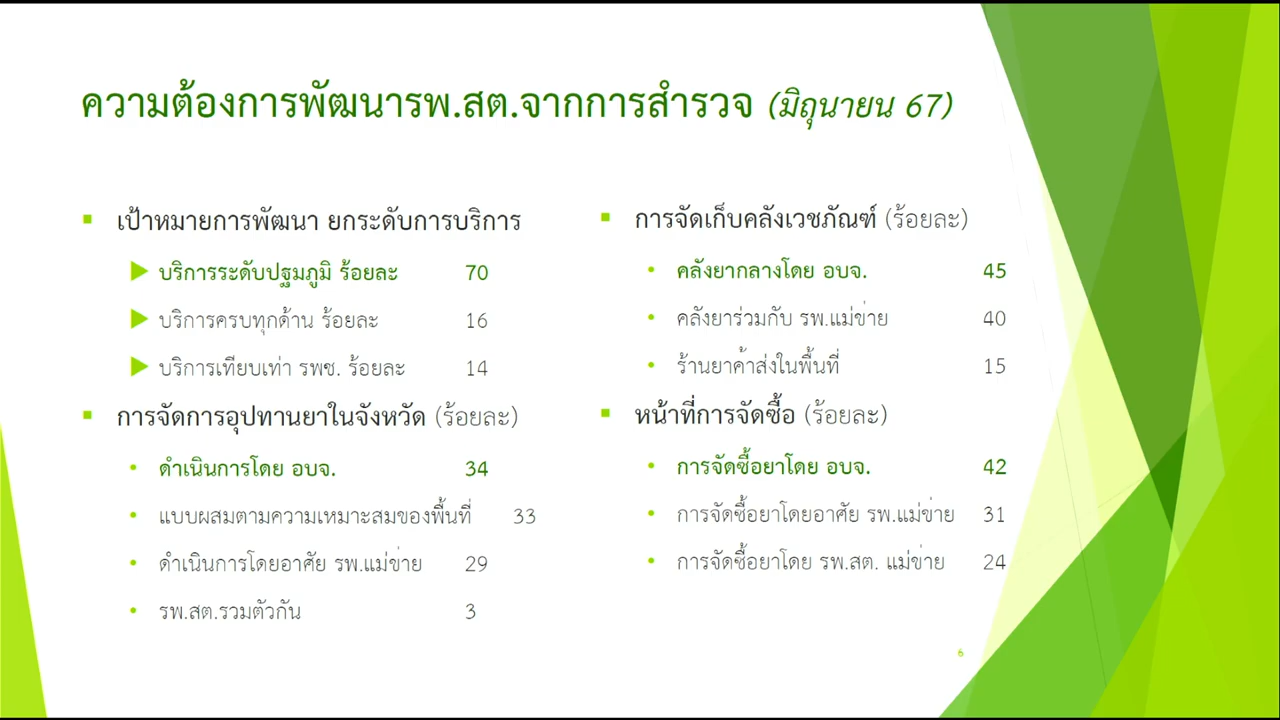 ความต้องการพัฒนารพ.สต.จากการสำรวจ (มิถุนายน 67)
เป้าหมายการพัฒนา ยกระดับการบริการ
บริการระดับปฐมภูมิ ร้อยละ 70
บริการครบทุกด้าน ร้อยละ 16
บริการเทียบเท่า รพช. ร้อยละ 14
การจัดการอุปทานยาในจังหวัด (ร้อยละ)
ดำเนินการโดย อบจ. 34
แบบผสมตามความเหมาะสมของพื้นที่ 33
ดำเนินการโดยอาศัย รพ.แม่ข่าย 29
รพ.สต.รวมตัวกัน 3
การจัดเก็บคลังเวชภัณฑ์ (ร้อยละ)
คลังยากลางโดย อบจ. 45
คลังยาร่วมกับ รพ.แม่ข่าย 40
ร้านยาค้าส่งในพื้นที่ 15
หน้าที่การจัดซื้อ (ร้อยละ)
การจัดซื้อยาโดย อบจ. 42
การจัดซื้อยาโดยอาศัย รพ.แม่ข่าย 31
การจัดซื้อยาโดย รพ.สต. แม่ข่าย 24
6